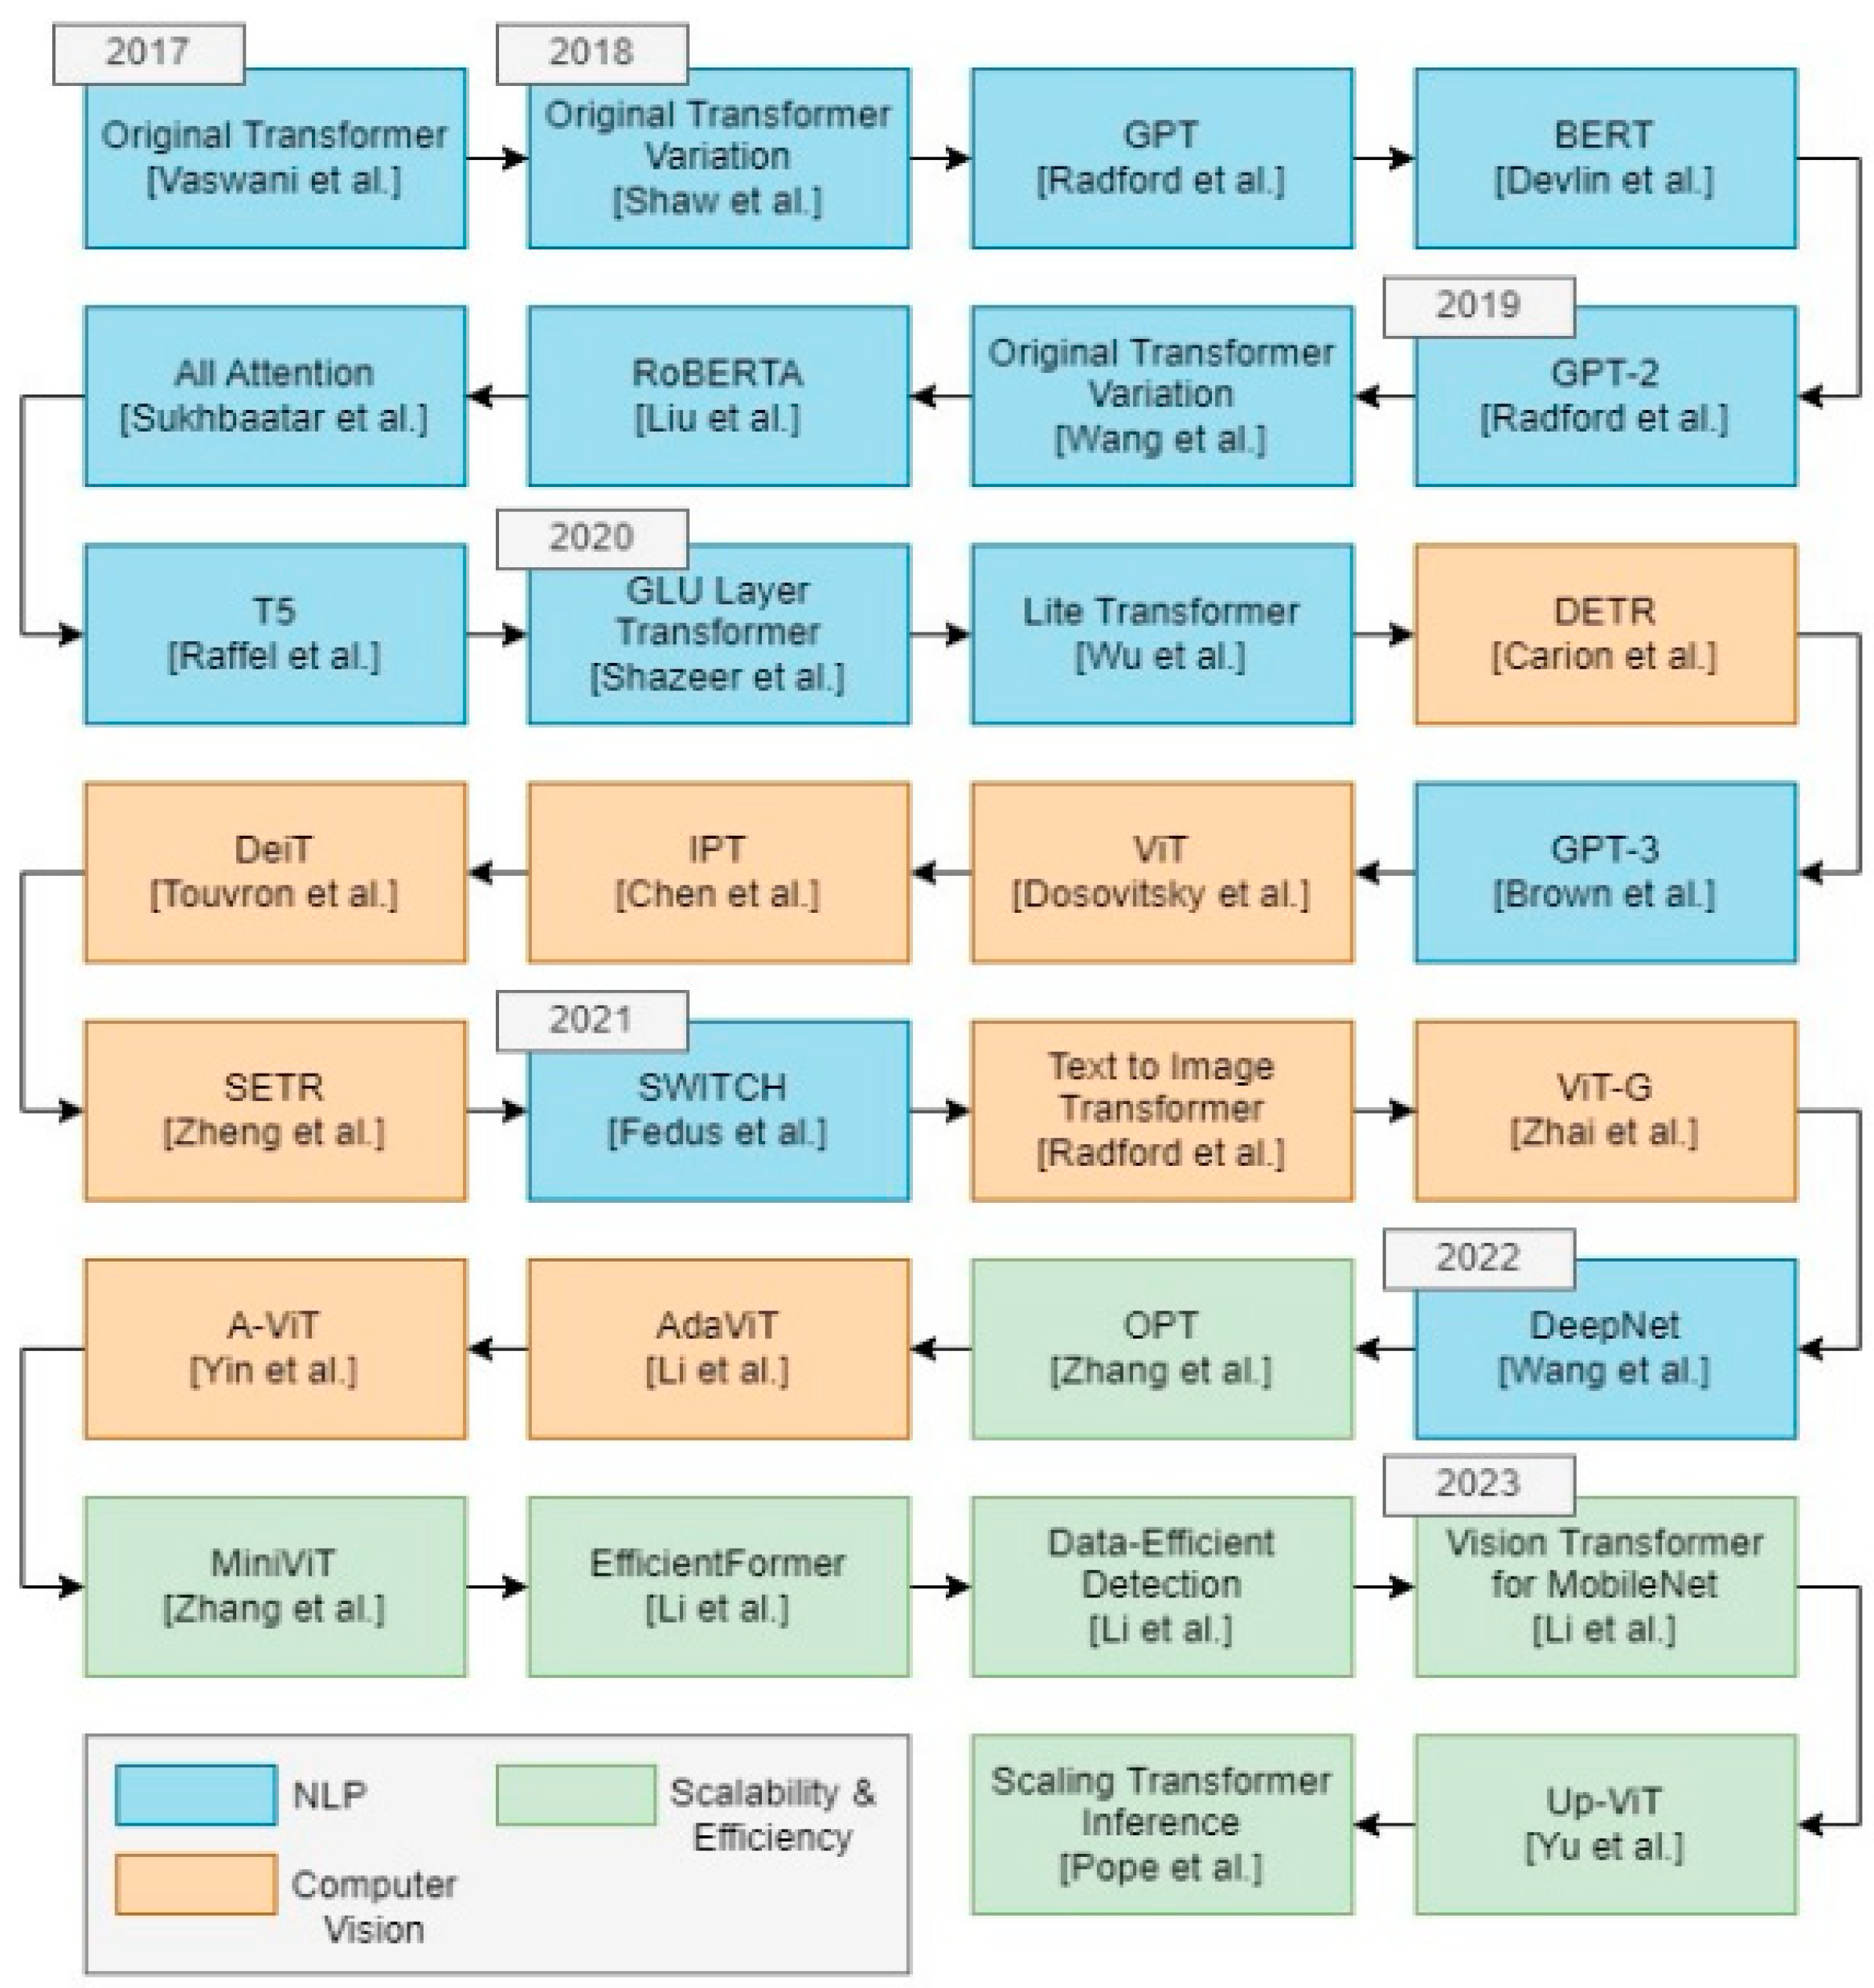 2017
Original Transformer
[Vaswani et al.]
2018
Original Transformer
Variation
[Shaw et al.]
GPT
[Radford et al.]
BERT
[Devlin et al.]
2019
GPT-2
[Radford et al.]
Original Transformer
Variation
[Wang et al.]
RoBERTA
[Liu et al.]
All Attention
[Sukhbaatar et al.]
T5
[Raffel et al.]
2020
GLU Layer
Transformer
[Shazeer et al.]
Lite Transformer
[Wu et al.]
DETR
[Carion et al.]
GPT-3
[Brown et al.]
ViT
[Dosovitsky et al.]
IPT
[Chen et al.]
DeiT
[Touvron et al.]
SETR
[Zheng et al.]
2021
SWITCH
[Fedus et al.]
Text to Image
Transformer
[Radford et al.]
ViT-G
[Zhai et al.]
2022
DeepNet
[Wang et al.]
OPT
[Zhang et al.]
AdaViT
[Li et al.]
A-ViT
[Yin et al.]
MiniViT
[Zhang et al.]
EfficientFormer
[Li et al.]
Data-Efficient
Detection
[Li et al.]
2023
Vision Transformer
for MobileNet
[Li et al.]
Up-ViT
[Yu et al.]
Scaling Transformer
Inference
[Pope et al.]
NLP
Computer
Vision
Scalability &
Efficiency